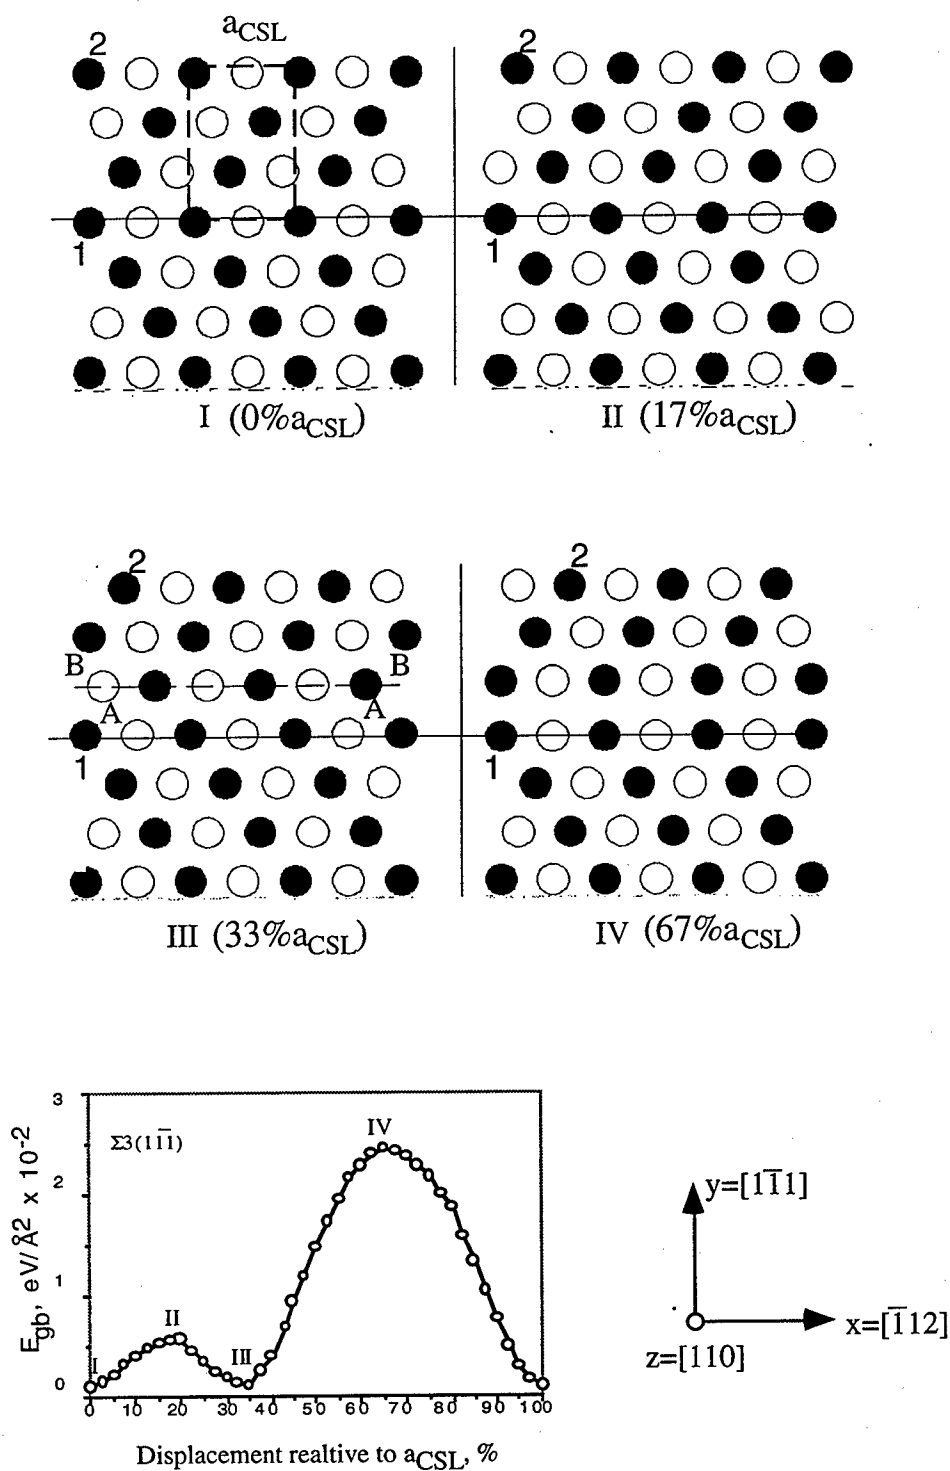 a_CSL
2
2
1
1
I (0%a_CSL)
II (17%a_CSL)
2
2
B
B
A
A
1
1
III (33%a_CSL)
IV (67%a_CSL)
3
2
1
0
E_gb, eV/Å² x 10⁻²
Σ3(11̅1̅)
I
II
III
IV
0 10 20 30 40 50 60 70 80 90 100
Displacement realtive to a_CSL, %
y=[11̅1]
x=[1̅12]
z=[110]